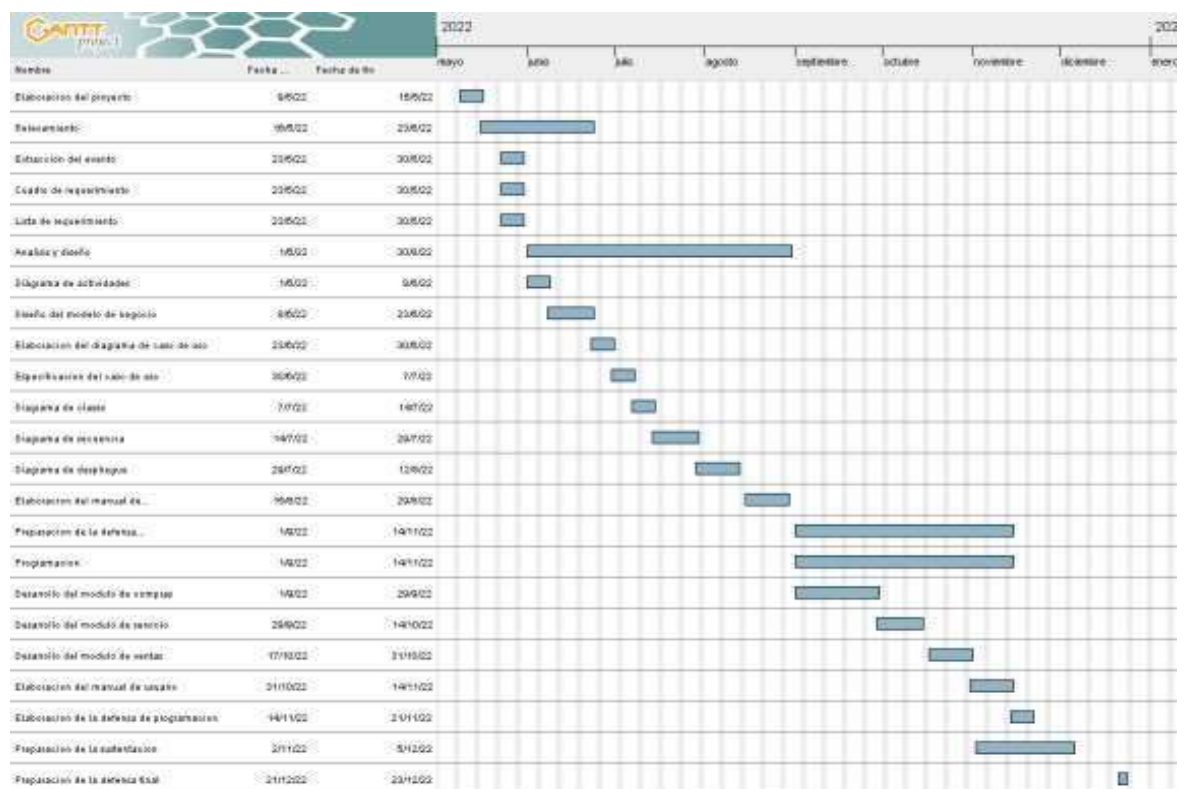 GANTT project
2022
202
mayo junio julio agosto septiembre octubre noviembre diciembre enero
Nombre Fecha ... Fecha de fin
Elaboracion del proyecto 9/5/22 16/5/22
Relevamiento 16/5/22 23/6/22
Extracción del evento 23/5/22 30/5/22
Cuadro de requerimiento 23/5/22 30/5/22
Lista de requerimiento 23/5/22 30/5/22
Analisis y diseño 1/6/22 30/8/22
Diagrama de actividades 1/6/22
Diseño del modelo de negocio 8/6/22 23/6/22
Elaboracion del diagrama de caso de uso 23/6/22 30/6/22
Especificacion del caso de uso 30/6/22 7/7/22
Diagrama de clases 7/7/22 14/7/22
Diagrama de secuencia 14/7/22 29/7/22
Diagrama de despliegue 29/7/22 12/8/22
Elaboracion del manual de... 29/8/22
Preparacion de la defensa... 1/9/22 14/11/22
Programacion 1/9/22 14/11/22
Desarrollo del modulo de compras 1/9/22 29/9/22
Desarrollo del modulo de servicio 29/9/22 14/10/22
Desarrollo del modulo de ventas 17/10/22 31/10/22
Elaboracion del manual de usuario 31/10/22 14/11/22
Elaboracion de la defensa de programacion 14/11/22 21/11/22
Preparacion de la sustentacion 2/11/22 5/12/22
Preparacion de la defensa final 21/12/22 23/12/22